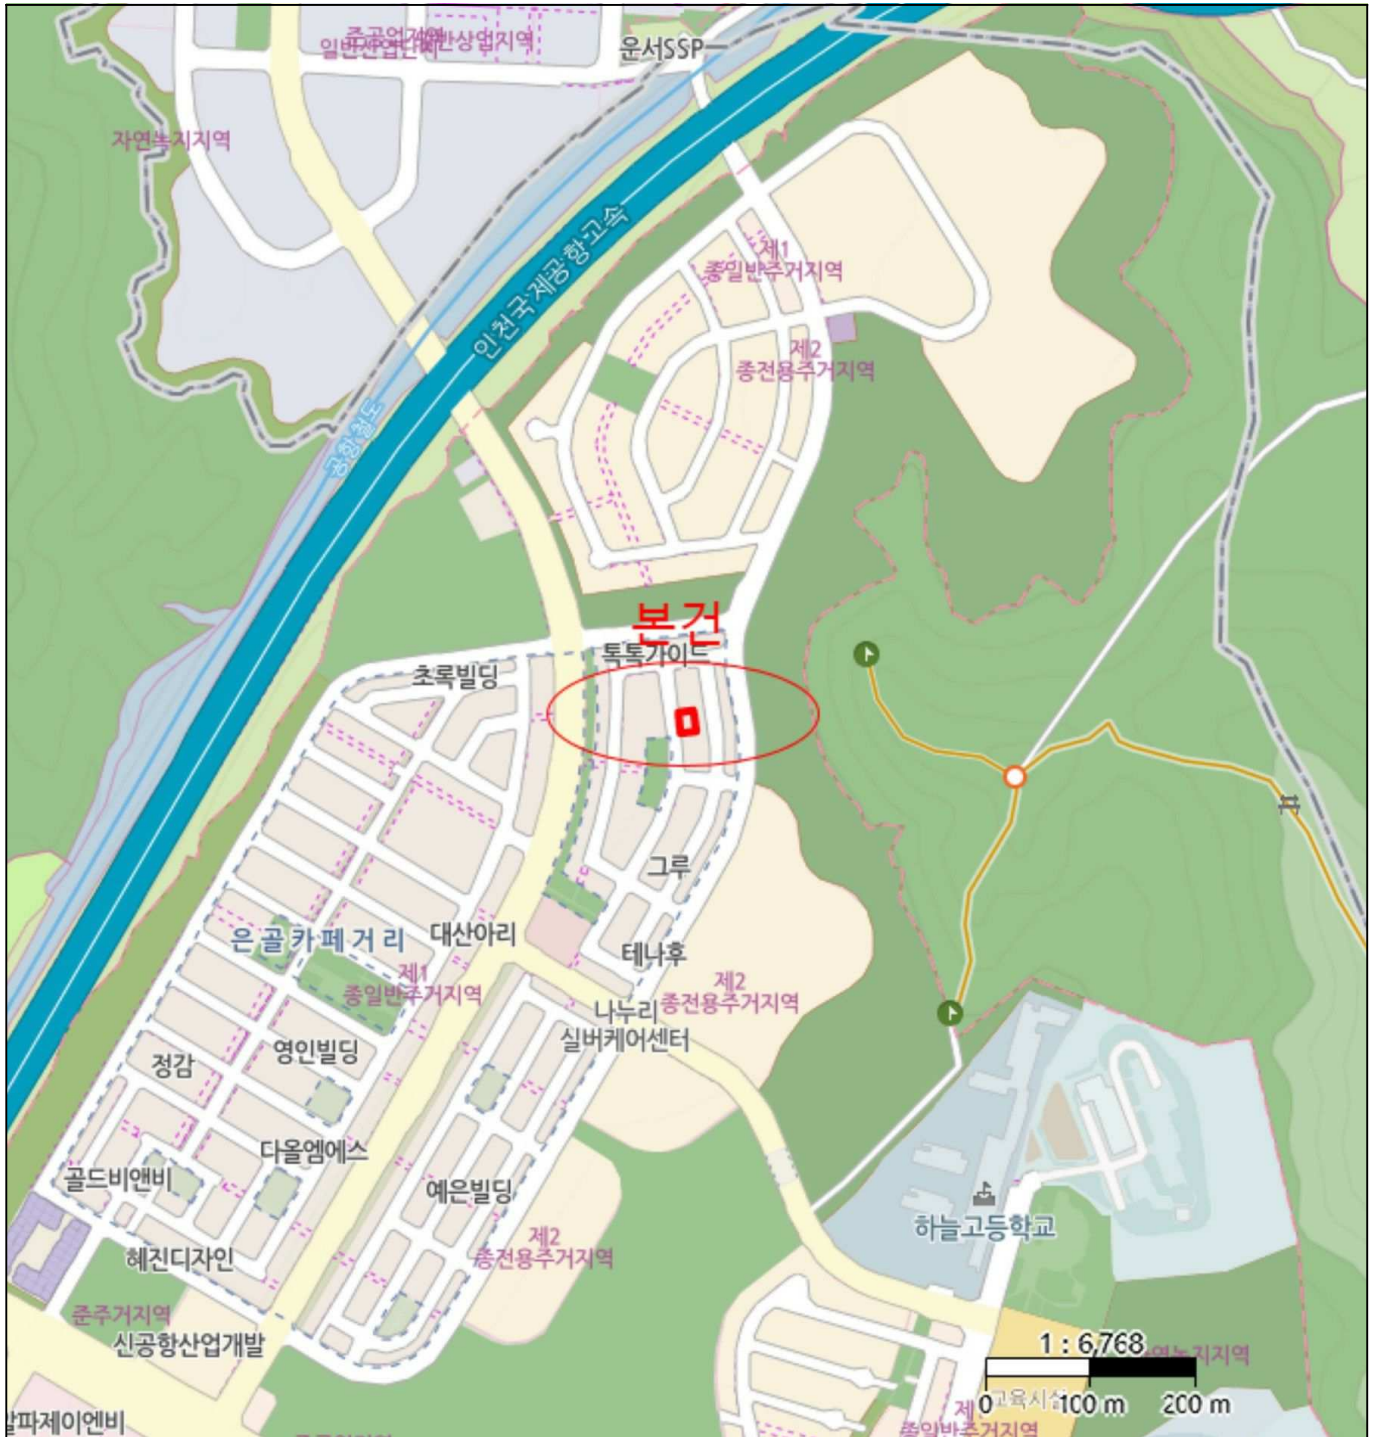 일반상업지역
운서SSP
자연녹지지역
인천국제공항고속
제1
종일반주거지역
제2
종전용주거지역
공항철도
본건
톡톡가이드
초록빌딩
그루
대산아리
은골카페거리
테나후
제1
종일반주거지역
제2
종전용주거지역
나누리
실버케어센터
영인빌딩
정감
다올엠에스
골드비앤비
예은빌딩
하늘고등학교
제2
종전용주거지역
혜진디자인
준주거지역
신공항산업개발
1 : 6,768
0 100 m 200 m
종일반주거지역